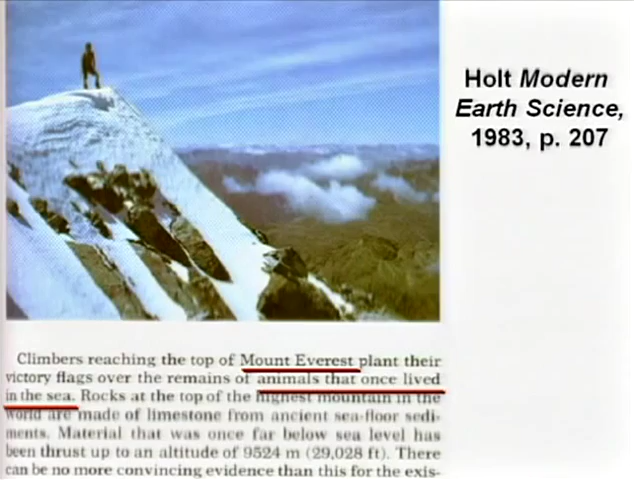 Holt Modern
Earth Science,
1983, p. 207
Climbers reaching the top of Mount Everest plant their
victory flags over the remains of animals that once lived
in the sea. Rocks at the top of the highest mountain in the
world are made of limestone from ancient sea-floor sedi-
ments. Material that was once far below sea level has
been thrust up to an altitude of 9524 m (29,028 ft). There
can be no more convincing evidence than this for the exis-